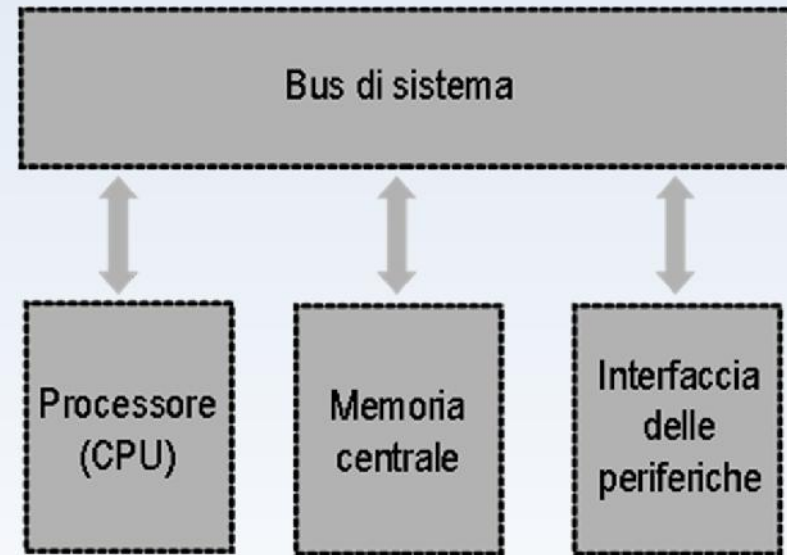 Bus di sistema
Processore
(CPU)
Memoria
centrale
Interfaccia
delle
periferiche